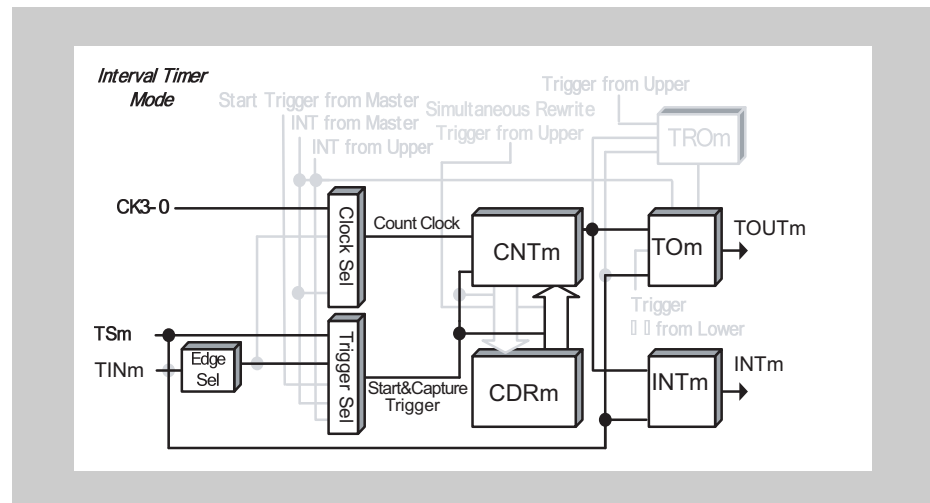 Interval Timer
Mode
Trigger from Upper
Start Trigger from Master
Simultaneous Rewrite
INT from Master
Trigger from Upper
INT from Upper
TROm
CK3-0
Clock Sel
Count Clock
CNTm
TOm
TOUTm
Trigger
from Lower
TSm
TINm
Edge
Sel
Trigger Sel
Start&Capture
Trigger
CDRm
INTm
INTm